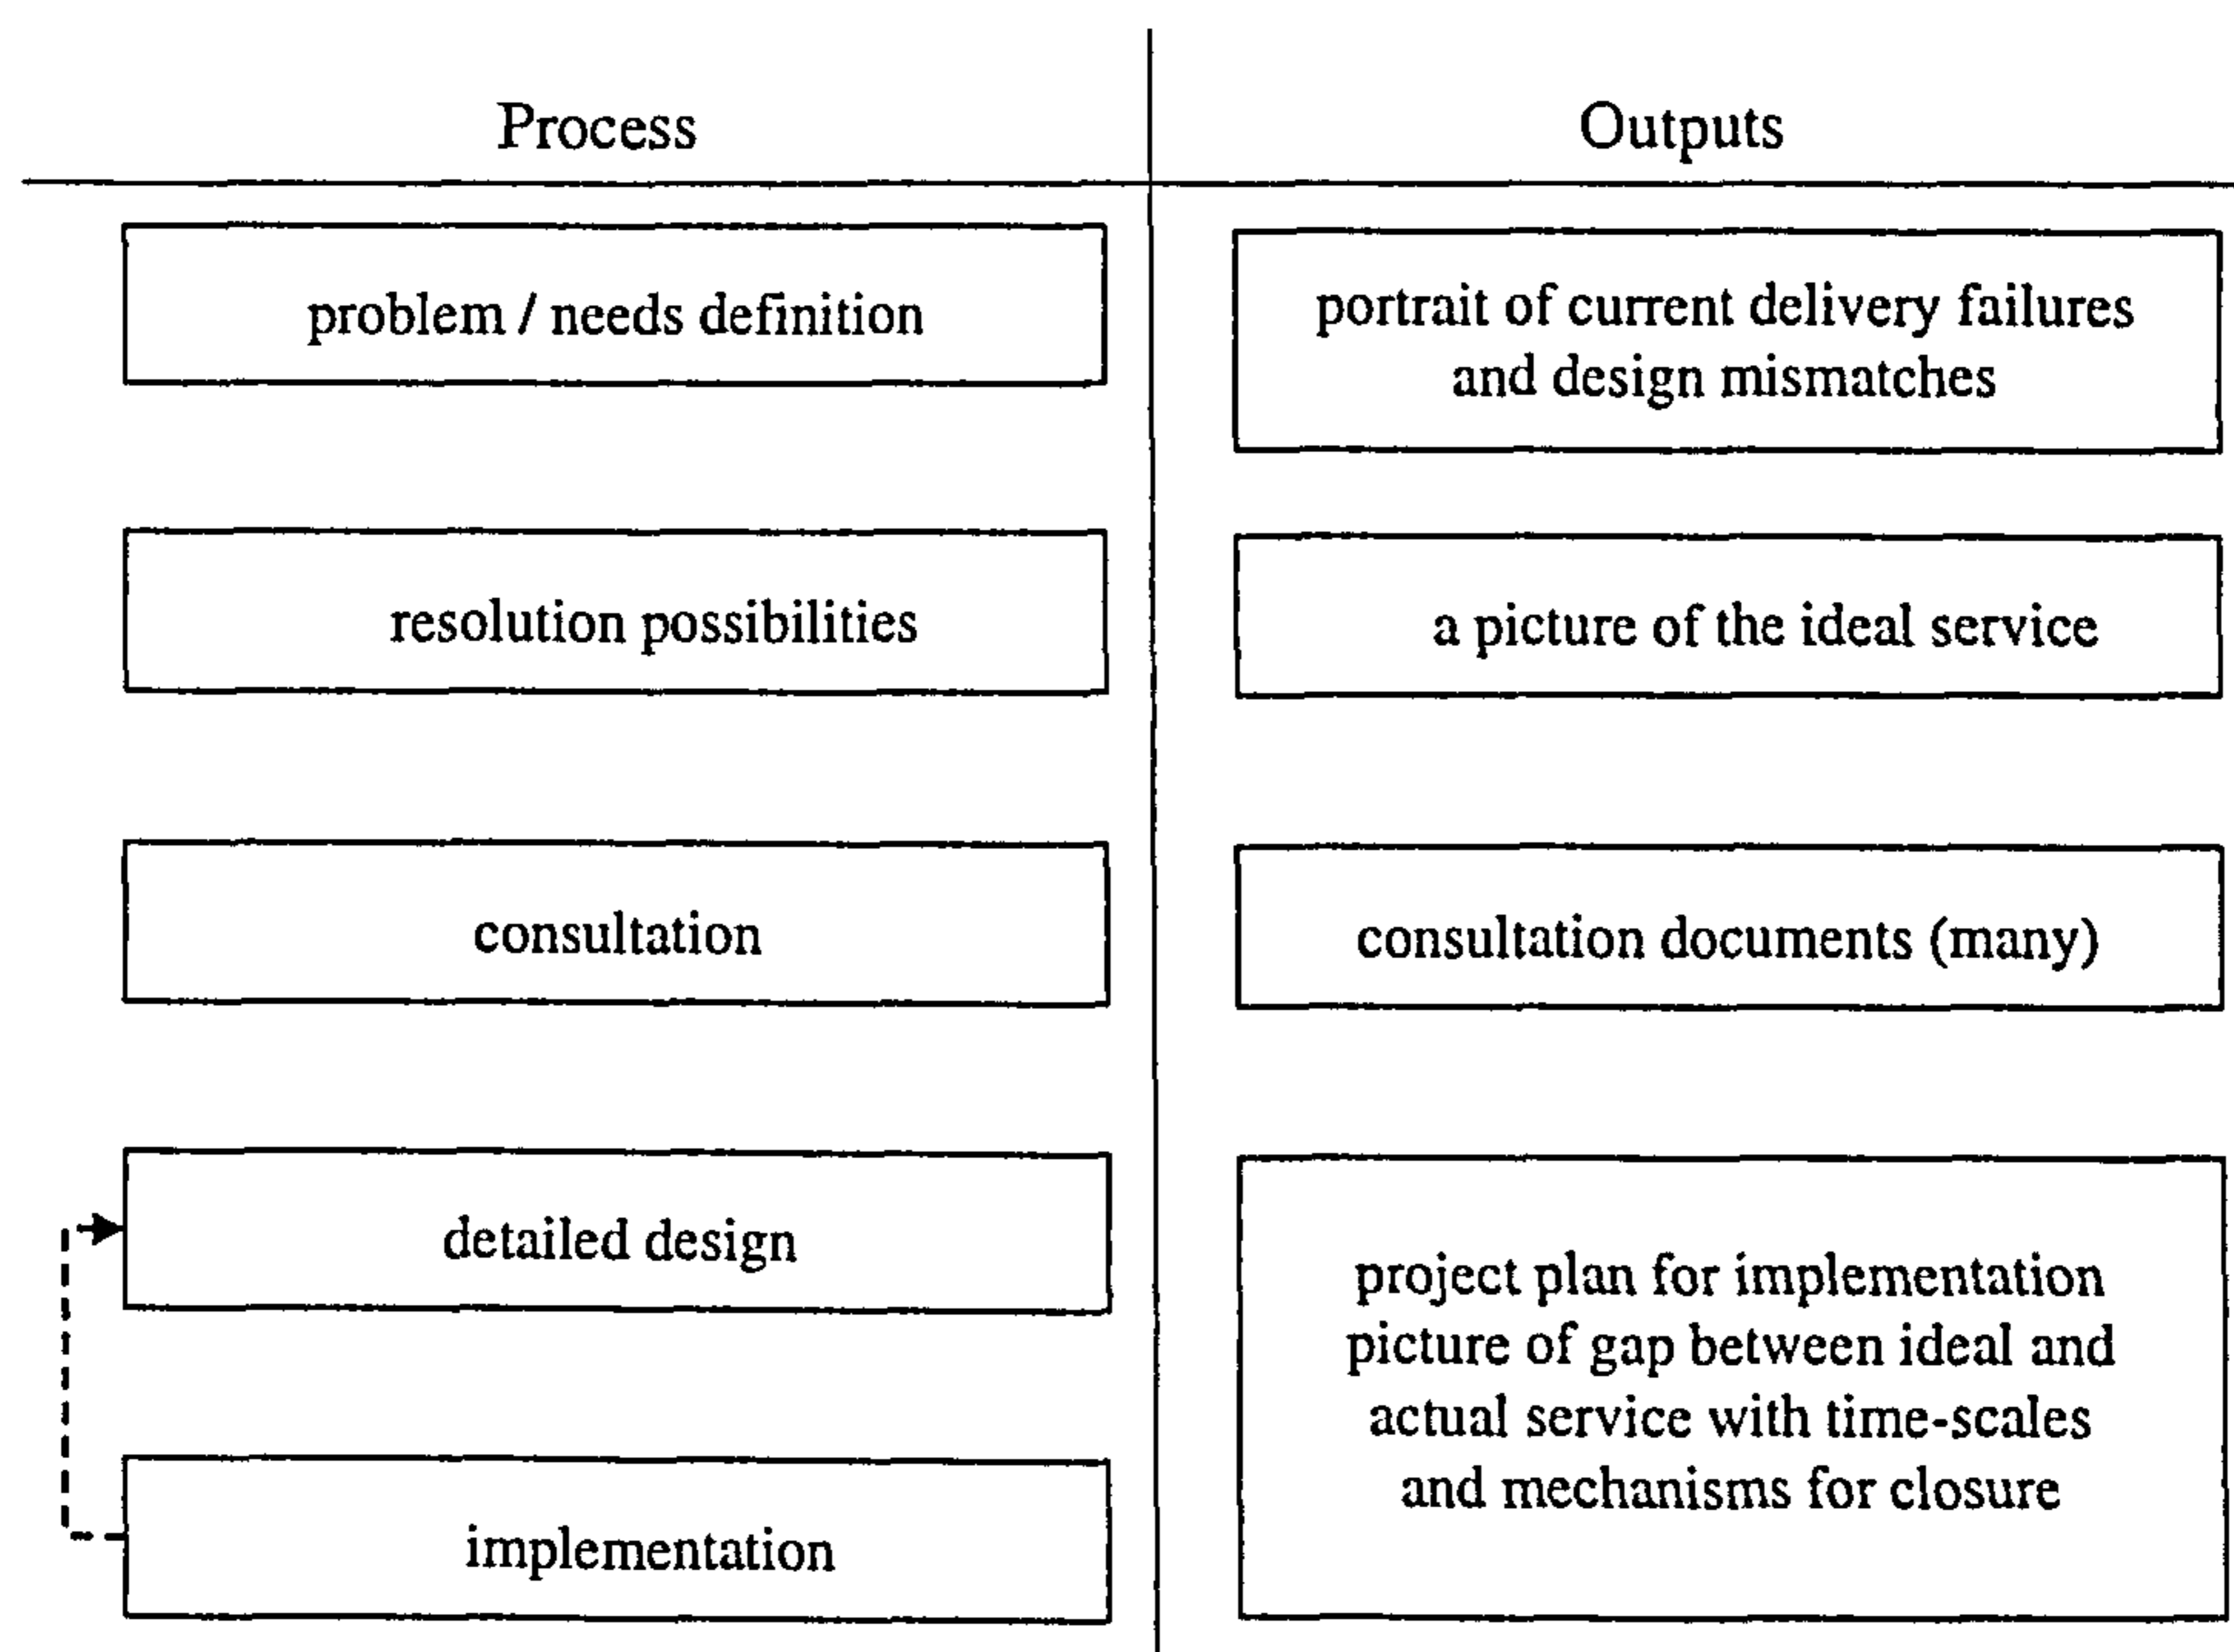 Process
Outputs
problem / needs definition
portrait of current delivery failures
and design mismatches
resolution possibilities
a picture of the ideal service
consultation
consultation documents (many)
detailed design
project plan for implementation
picture of gap between ideal and
actual service with time-scales
and mechanisms for closure
implementation